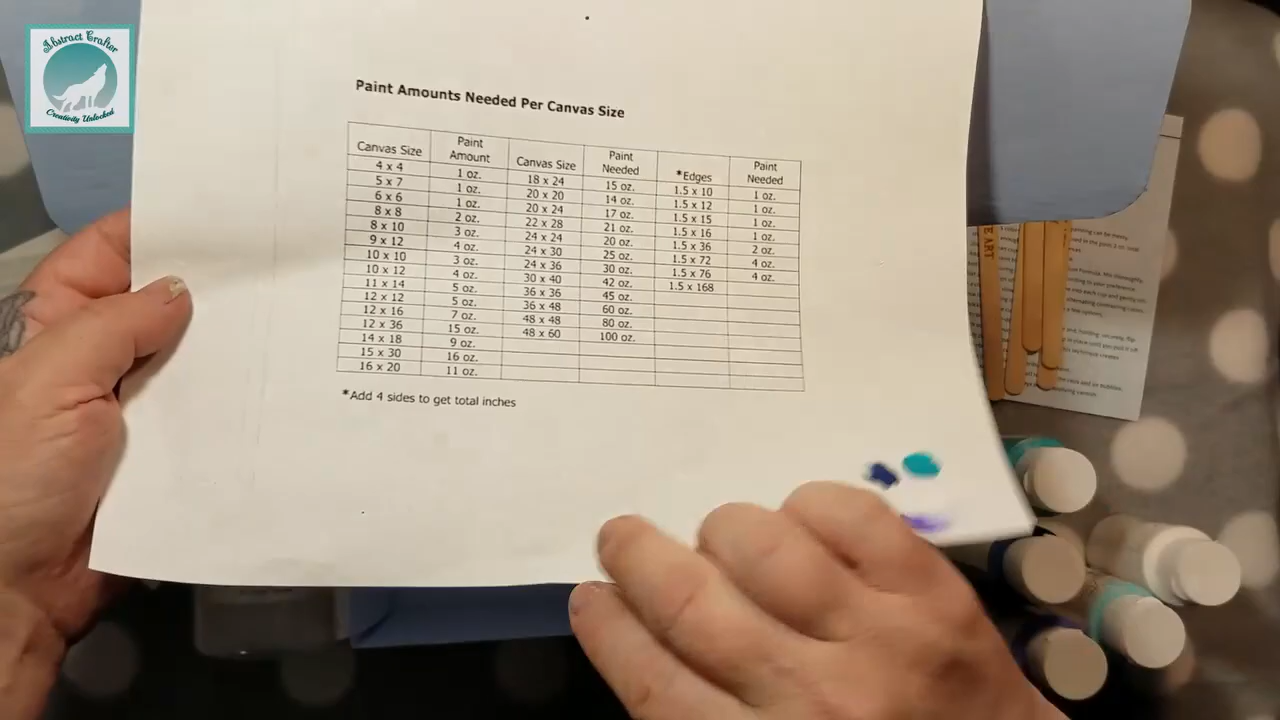 Abstract Crafter
Creativity Unlocked
Paint Amounts Needed Per Canvas Size
Canvas Size Paint Amount Canvas Size Paint Needed *Edges Paint Needed
4 x 4 1 oz. 18 x 24 15 oz. 1.5 x 10 1 oz.
5 x 7 1 oz. 20 x 20 14 oz. 1.5 x 12 1 oz.
6 x 6 1 oz. 20 x 24 17 oz. 1.5 x 15 1 oz.
8 x 8 2 oz. 22 x 28 21 oz. 1.5 x 16 1 oz.
8 x 10 3 oz. 24 x 24 20 oz. 1.5 x 36 2 oz.
9 x 12 4 oz. 24 x 30 25 oz. 1.5 x 72 4 oz.
10 x 10 3 oz. 24 x 36 30 oz. 1.5 x 76 4 oz.
10 x 12 4 oz. 30 x 40 42 oz. 1.5 x 168
11 x 14 5 oz. 36 x 36 45 oz.
12 x 12 5 oz. 36 x 48 60 oz.
12 x 16 7 oz. 48 x 48 80 oz.
12 x 36 15 oz. 48 x 60 100 oz.
14 x 18 9 oz.
15 x 30 16 oz.
16 x 20 11 oz.
*Add 4 sides to get total inches
ART